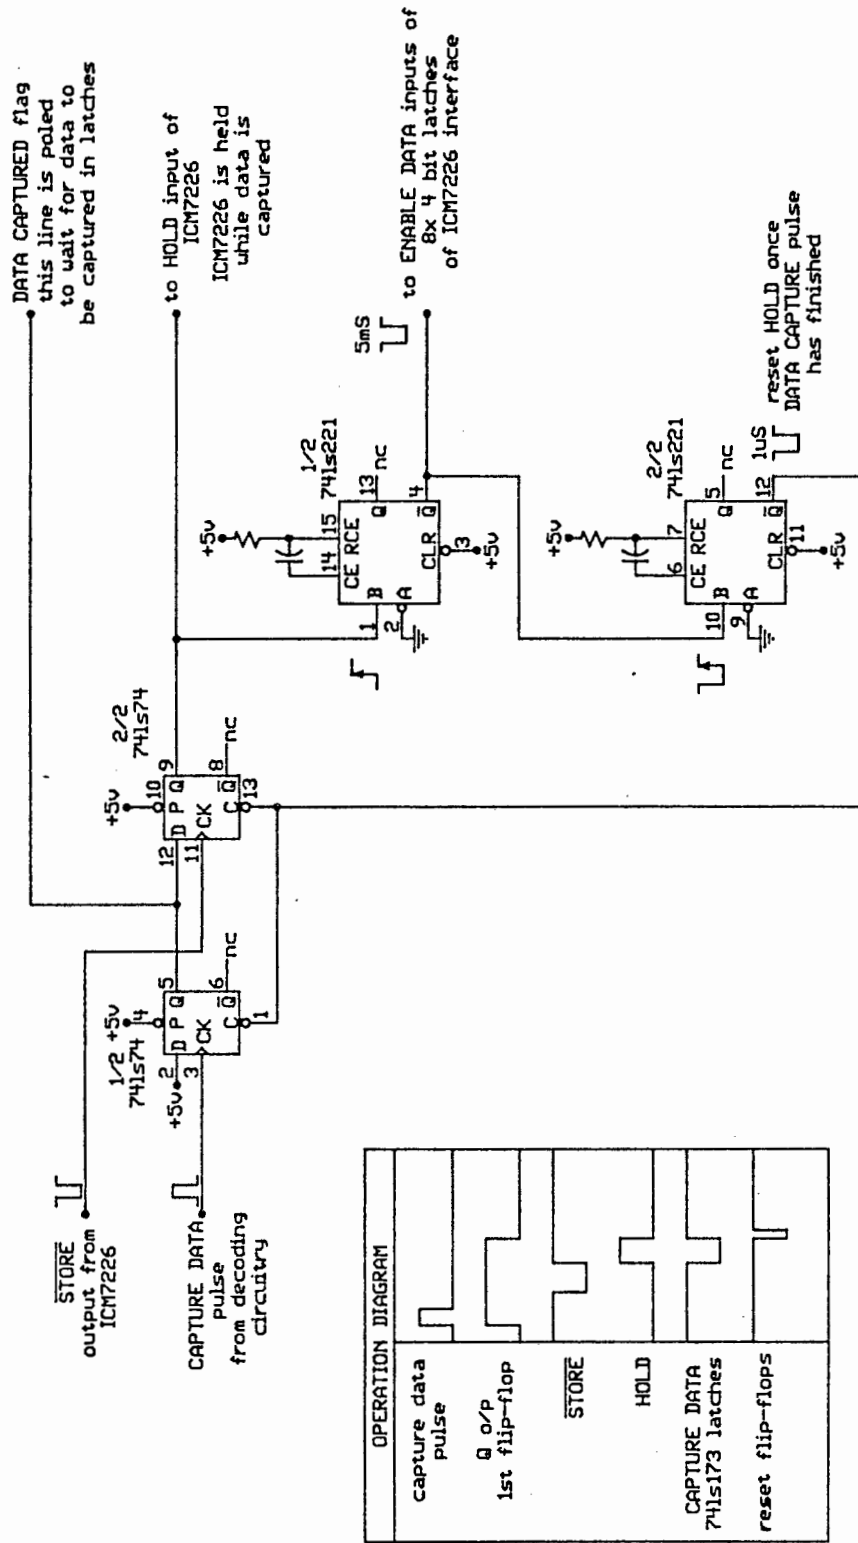 DATA CAPTURED flag
this line is poled
to wait for data to
be captured in latches
to HOLD input of
ICM7226
ICM7226 is held
while data is
captured
5mS
to ENABLE DATA inputs of
8x 4 bit latches
of ICM7226 interface
reset HOLD once
DATA CAPTURE pulse
has finished
1uS
STORE
output from
ICM7226
CAPTURE DATA
pulse
from decoding
circuitry
1/2
74ls74
+5v
4
+5v
2
3
D P Q
CK
C Q
5
6
nc
1
2/2
74ls74
+5v
10
12
11
D P Q
CK
C Q
9
8
nc
13
1/2
74ls221
+5v
14
15
CE RCE
1
B
2
A
Q
13
nc
Q
4
CLR
3
+5v
2/2
74ls221
+5v
6
7
CE RCE
10
B
9
A
Q
5
nc
Q
12
CLR
11
+5v
OPERATION DIAGRAM
capture data
pulse
Q o/p
1st flip-flop
STORE
HOLD
CAPTURE DATA
74ls173 latches
reset flip-flops